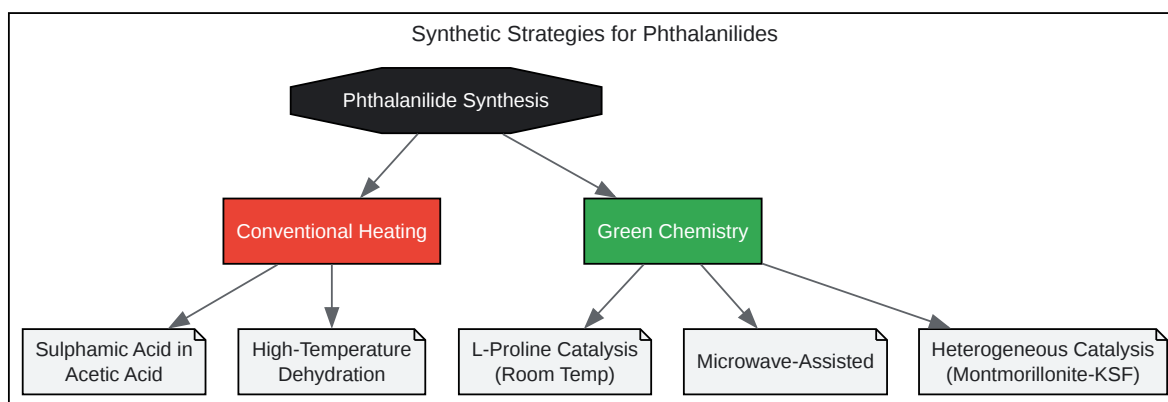 Synthetic Strategies for Phthalanilides
Phthalanilide Synthesis
Conventional Heating
Green Chemistry
Sulphamic Acid in
Acetic Acid
High-Temperature
Dehydration
L-Proline Catalysis
(Room Temp)
Microwave-Assisted
Heterogeneous Catalysis
(Montmorillonite-KSF)